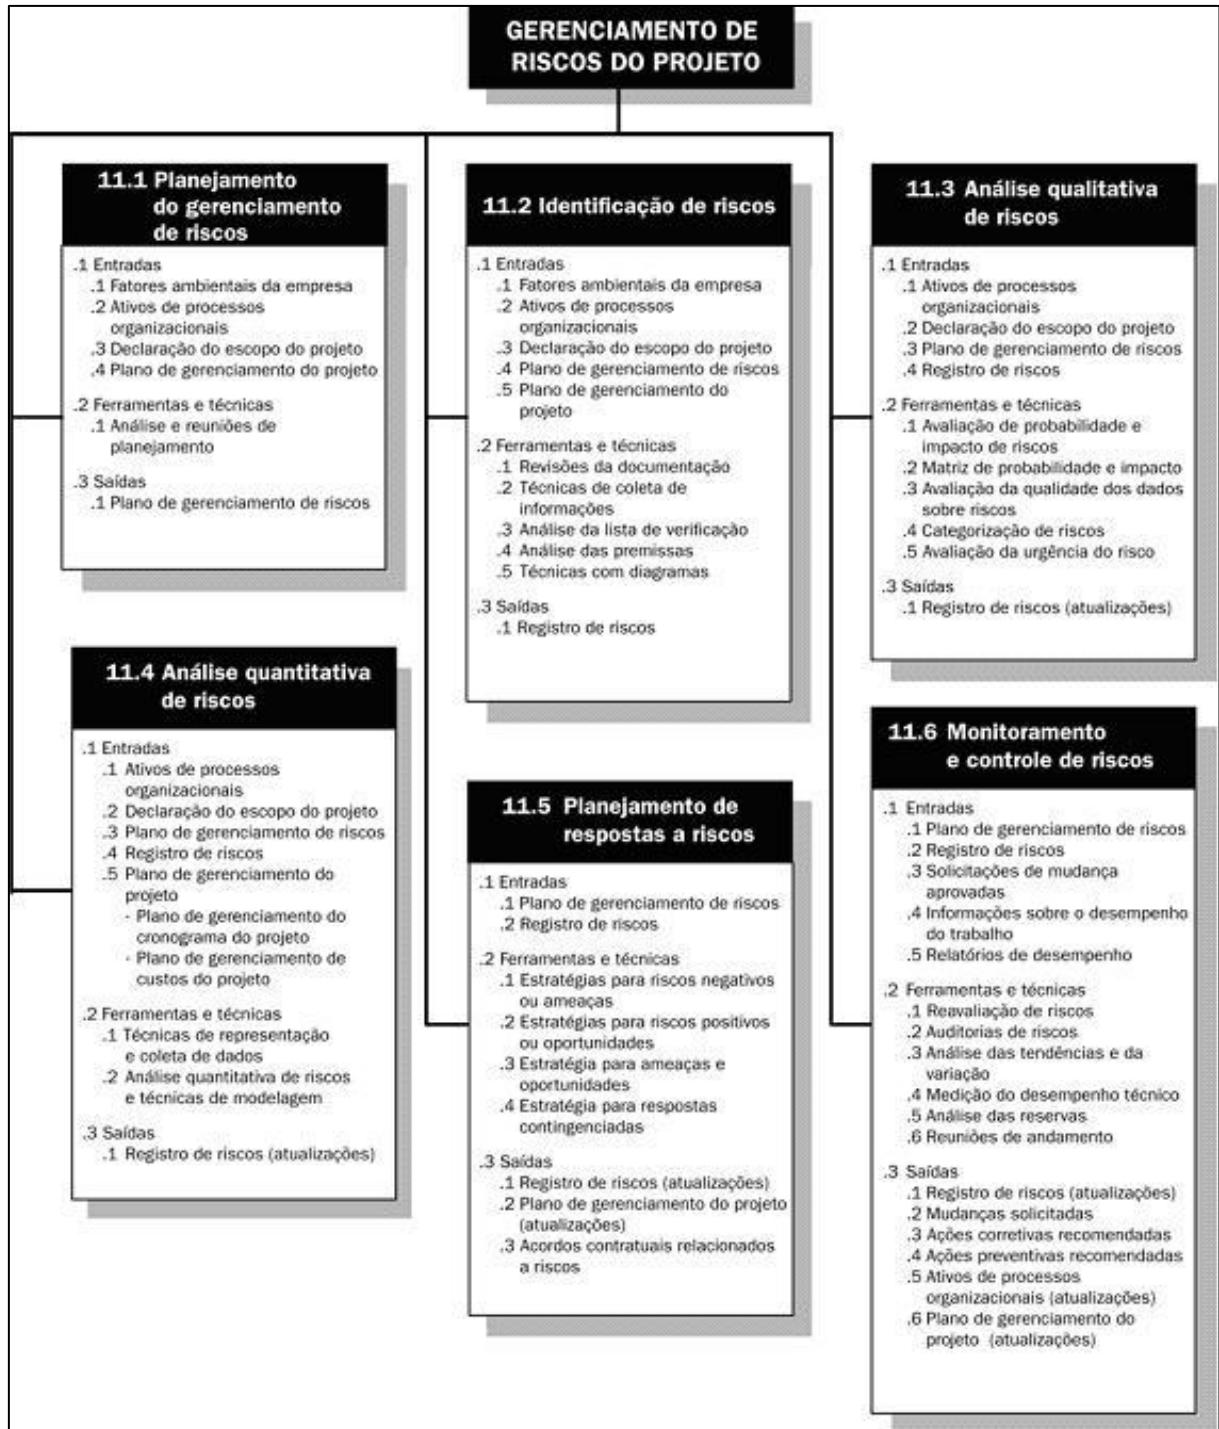 GERENCIAMENTO DE
RISCOS DO PROJETO
11.1 Planejamento
do gerenciamento
de riscos
.1 Entradas
.1 Fatores ambientais da empresa
.2 Ativos de processos
organizacionais
.3 Declaração do escopo do projeto
.4 Plano de gerenciamento do projeto
.2 Ferramentas e técnicas
.1 Análise e reuniões de
planejamento
.3 Saídas
.1 Plano de gerenciamento de riscos
11.2 Identificação de riscos
.1 Entradas
.1 Fatores ambientais da empresa
.2 Ativos de processos
organizacionais
.3 Declaração do escopo do projeto
.4 Plano de gerenciamento de riscos
.5 Plano de gerenciamento do
projeto
.2 Ferramentas e técnicas
.1 Revisões da documentação
.2 Técnicas de coleta de
informações
.3 Análise da lista de verificação
.4 Análise das premissas
.5 Técnicas com diagramas
.3 Saídas
.1 Registro de riscos
11.3 Análise qualitativa
de riscos
.1 Entradas
.1 Ativos de processos
organizacionais
.2 Declaração do escopo do projeto
.3 Plano de gerenciamento de riscos
.4 Registro de riscos
.2 Ferramentas e técnicas
.1 Avaliação de probabilidade e
impacto de riscos
.2 Matriz de probabilidade e impacto
.3 Avaliação da qualidade dos dados
sobre riscos
.4 Categorização de riscos
.5 Avaliação da urgência do risco
.3 Saídas
.1 Registro de riscos (atualizações)
11.4 Análise quantitativa
de riscos
.1 Entradas
.1 Ativos de processos
organizacionais
.2 Declaração do escopo do projeto
.3 Plano de gerenciamento de riscos
.4 Registro de riscos
.5 Plano de gerenciamento do
projeto
- Plano de gerenciamento do
cronograma do projeto
- Plano de gerenciamento de
custos do projeto
.2 Ferramentas e técnicas
.1 Técnicas de representação
e coleta de dados
.2 Análise quantitativa de riscos
e técnicas de modelagem
.3 Saídas
.1 Registro de riscos (atualizações)
11.5 Planejamento de
respostas a riscos
.1 Entradas
.1 Plano de gerenciamento de riscos
.2 Registro de riscos
.2 Ferramentas e técnicas
.1 Estratégias para riscos negativos
ou ameaças
.2 Estratégias para riscos positivos
ou oportunidades
.3 Estratégia para ameaças e
oportunidades
.4 Estratégia para respostas
contingenciadas
.3 Saídas
.1 Registro de riscos (atualizações)
.2 Plano de gerenciamento do projeto
(atualizações)
.3 Acordos contratuais relacionados
a riscos
11.6 Monitoramento
e controle de riscos
.1 Entradas
.1 Plano de gerenciamento de riscos
.2 Registro de riscos
.3 Solicitações de mudança
aprovadas
.4 Informações sobre o desempenho
do trabalho
.5 Relatórios de desempenho
.2 Ferramentas e técnicas
.1 Reavaliação de riscos
.2 Auditorias de riscos
.3 Análise das tendências e da
variação
.4 Medição do desempenho técnico
.5 Análise das reservas
.6 Reuniões de andamento
.3 Saídas
.1 Registro de riscos (atualizações)
.2 Mudanças solicitadas
.3 Ações corretivas recomendadas
.4 Ações preventivas recomendadas
.5 Ativos de processos
organizacionais (atualizações)
.6 Plano de gerenciamento do
projeto (atualizações)